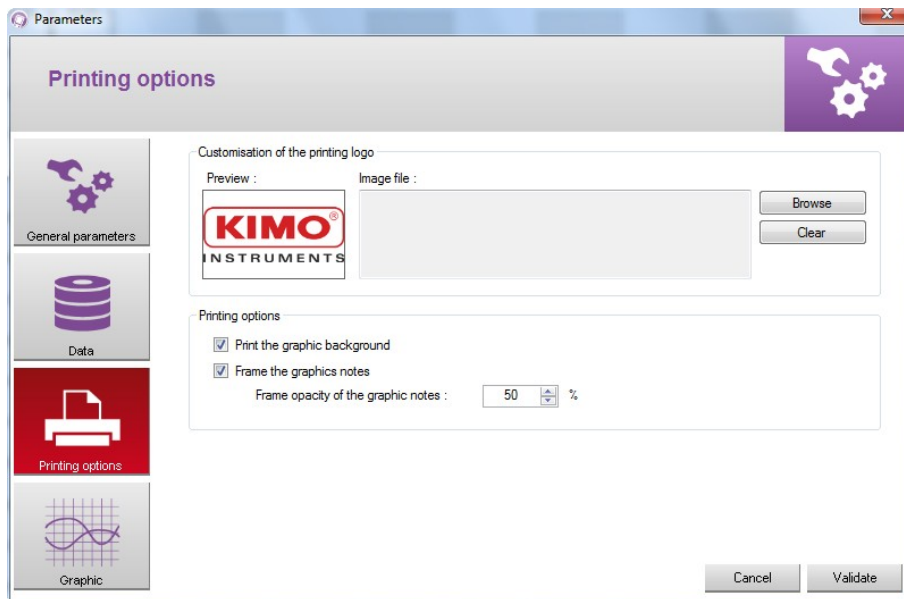 Parameters
Printing options
General parameters
Data
Printing options
Graphic
Customisation of the printing logo
Preview :
Image file :
KIMO®
INSTRUMENTS
Browse
Clear
Printing options
Print the graphic background
Frame the graphics notes
Frame opacity of the graphic notes : 50 %
Cancel
Validate